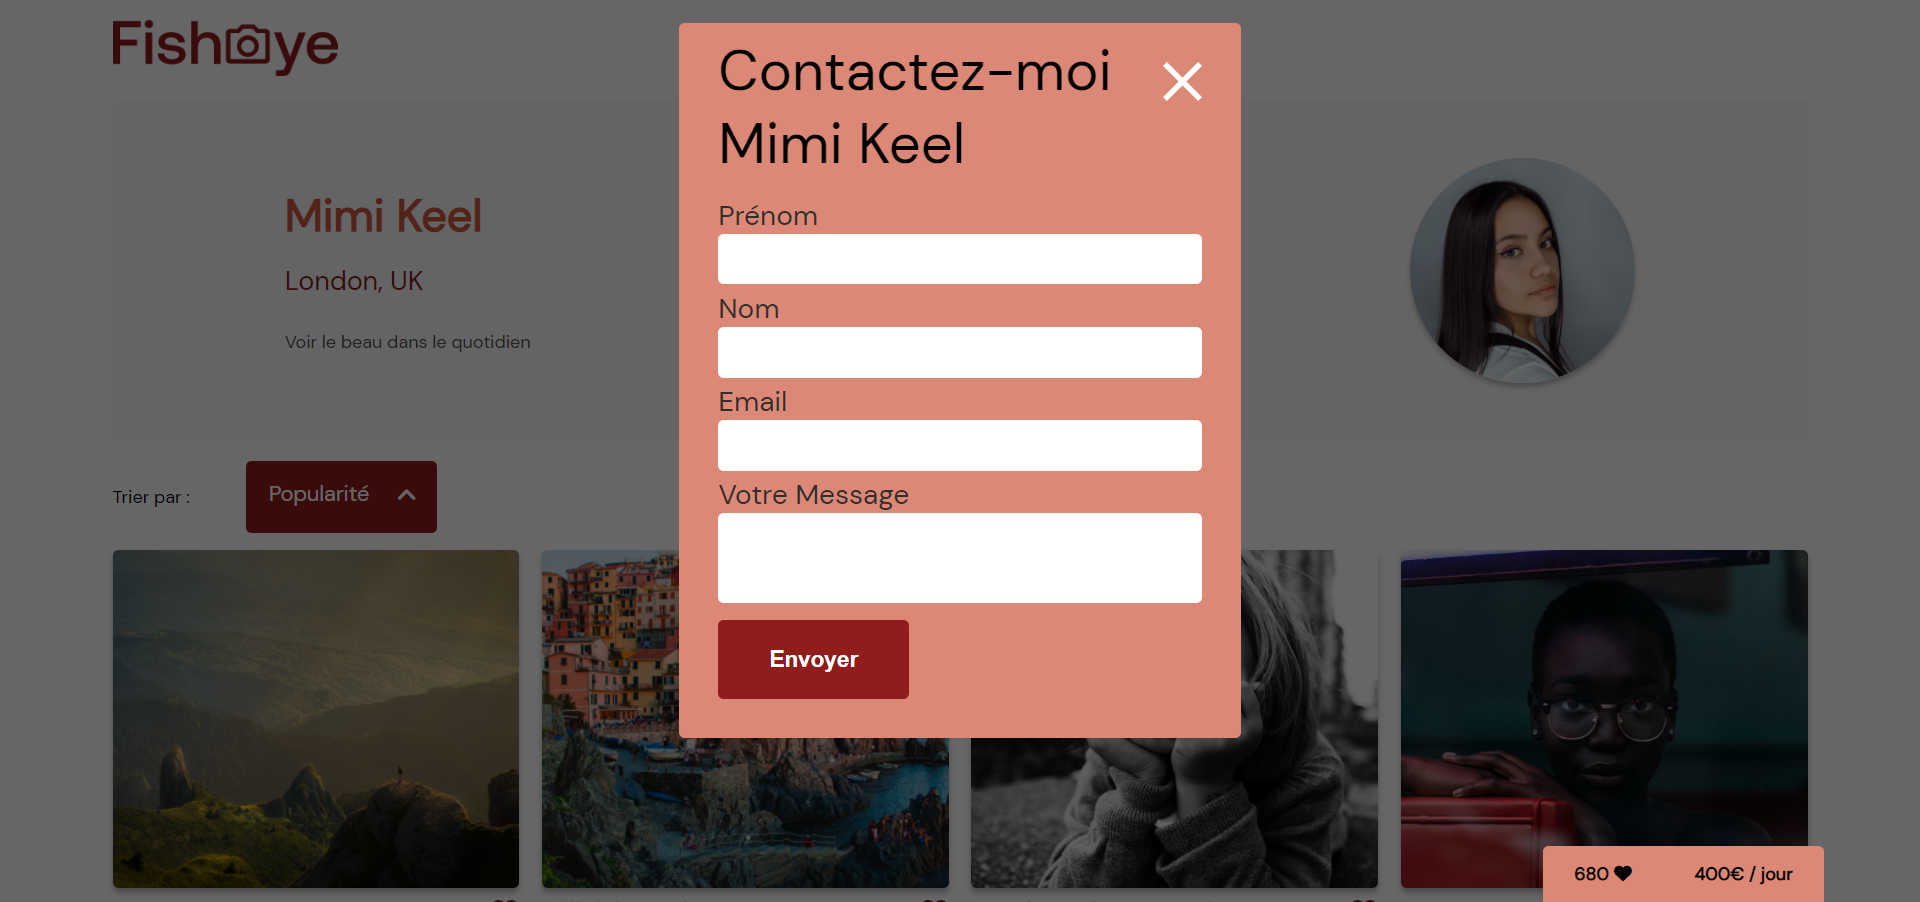 Fisheye
Mimi Keel
London, UK
Voir le beau dans le quotidien
Trier par :
Popularité
Contactez-moi
Mimi Keel
Prénom
Nom
Email
Votre Message
Envoyer
680
400€ / jour